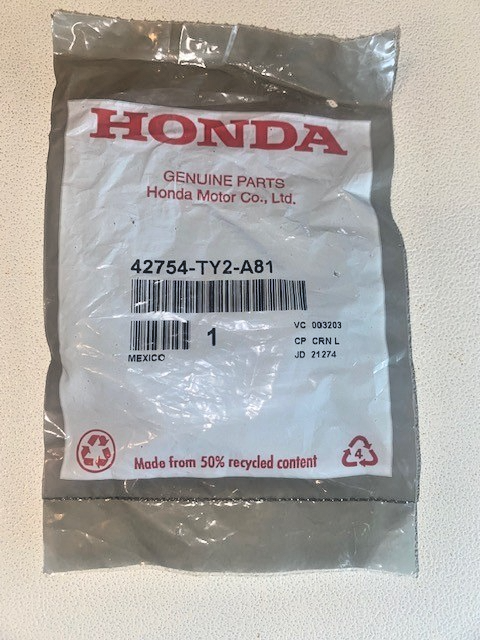 HONDA
GENUINE PARTS
Honda Motor Co., Ltd.
42754-TY2-A81
1
VC 003203
CP CRN L
JD 21274
MEXICO
Made from 50% recycled content
4